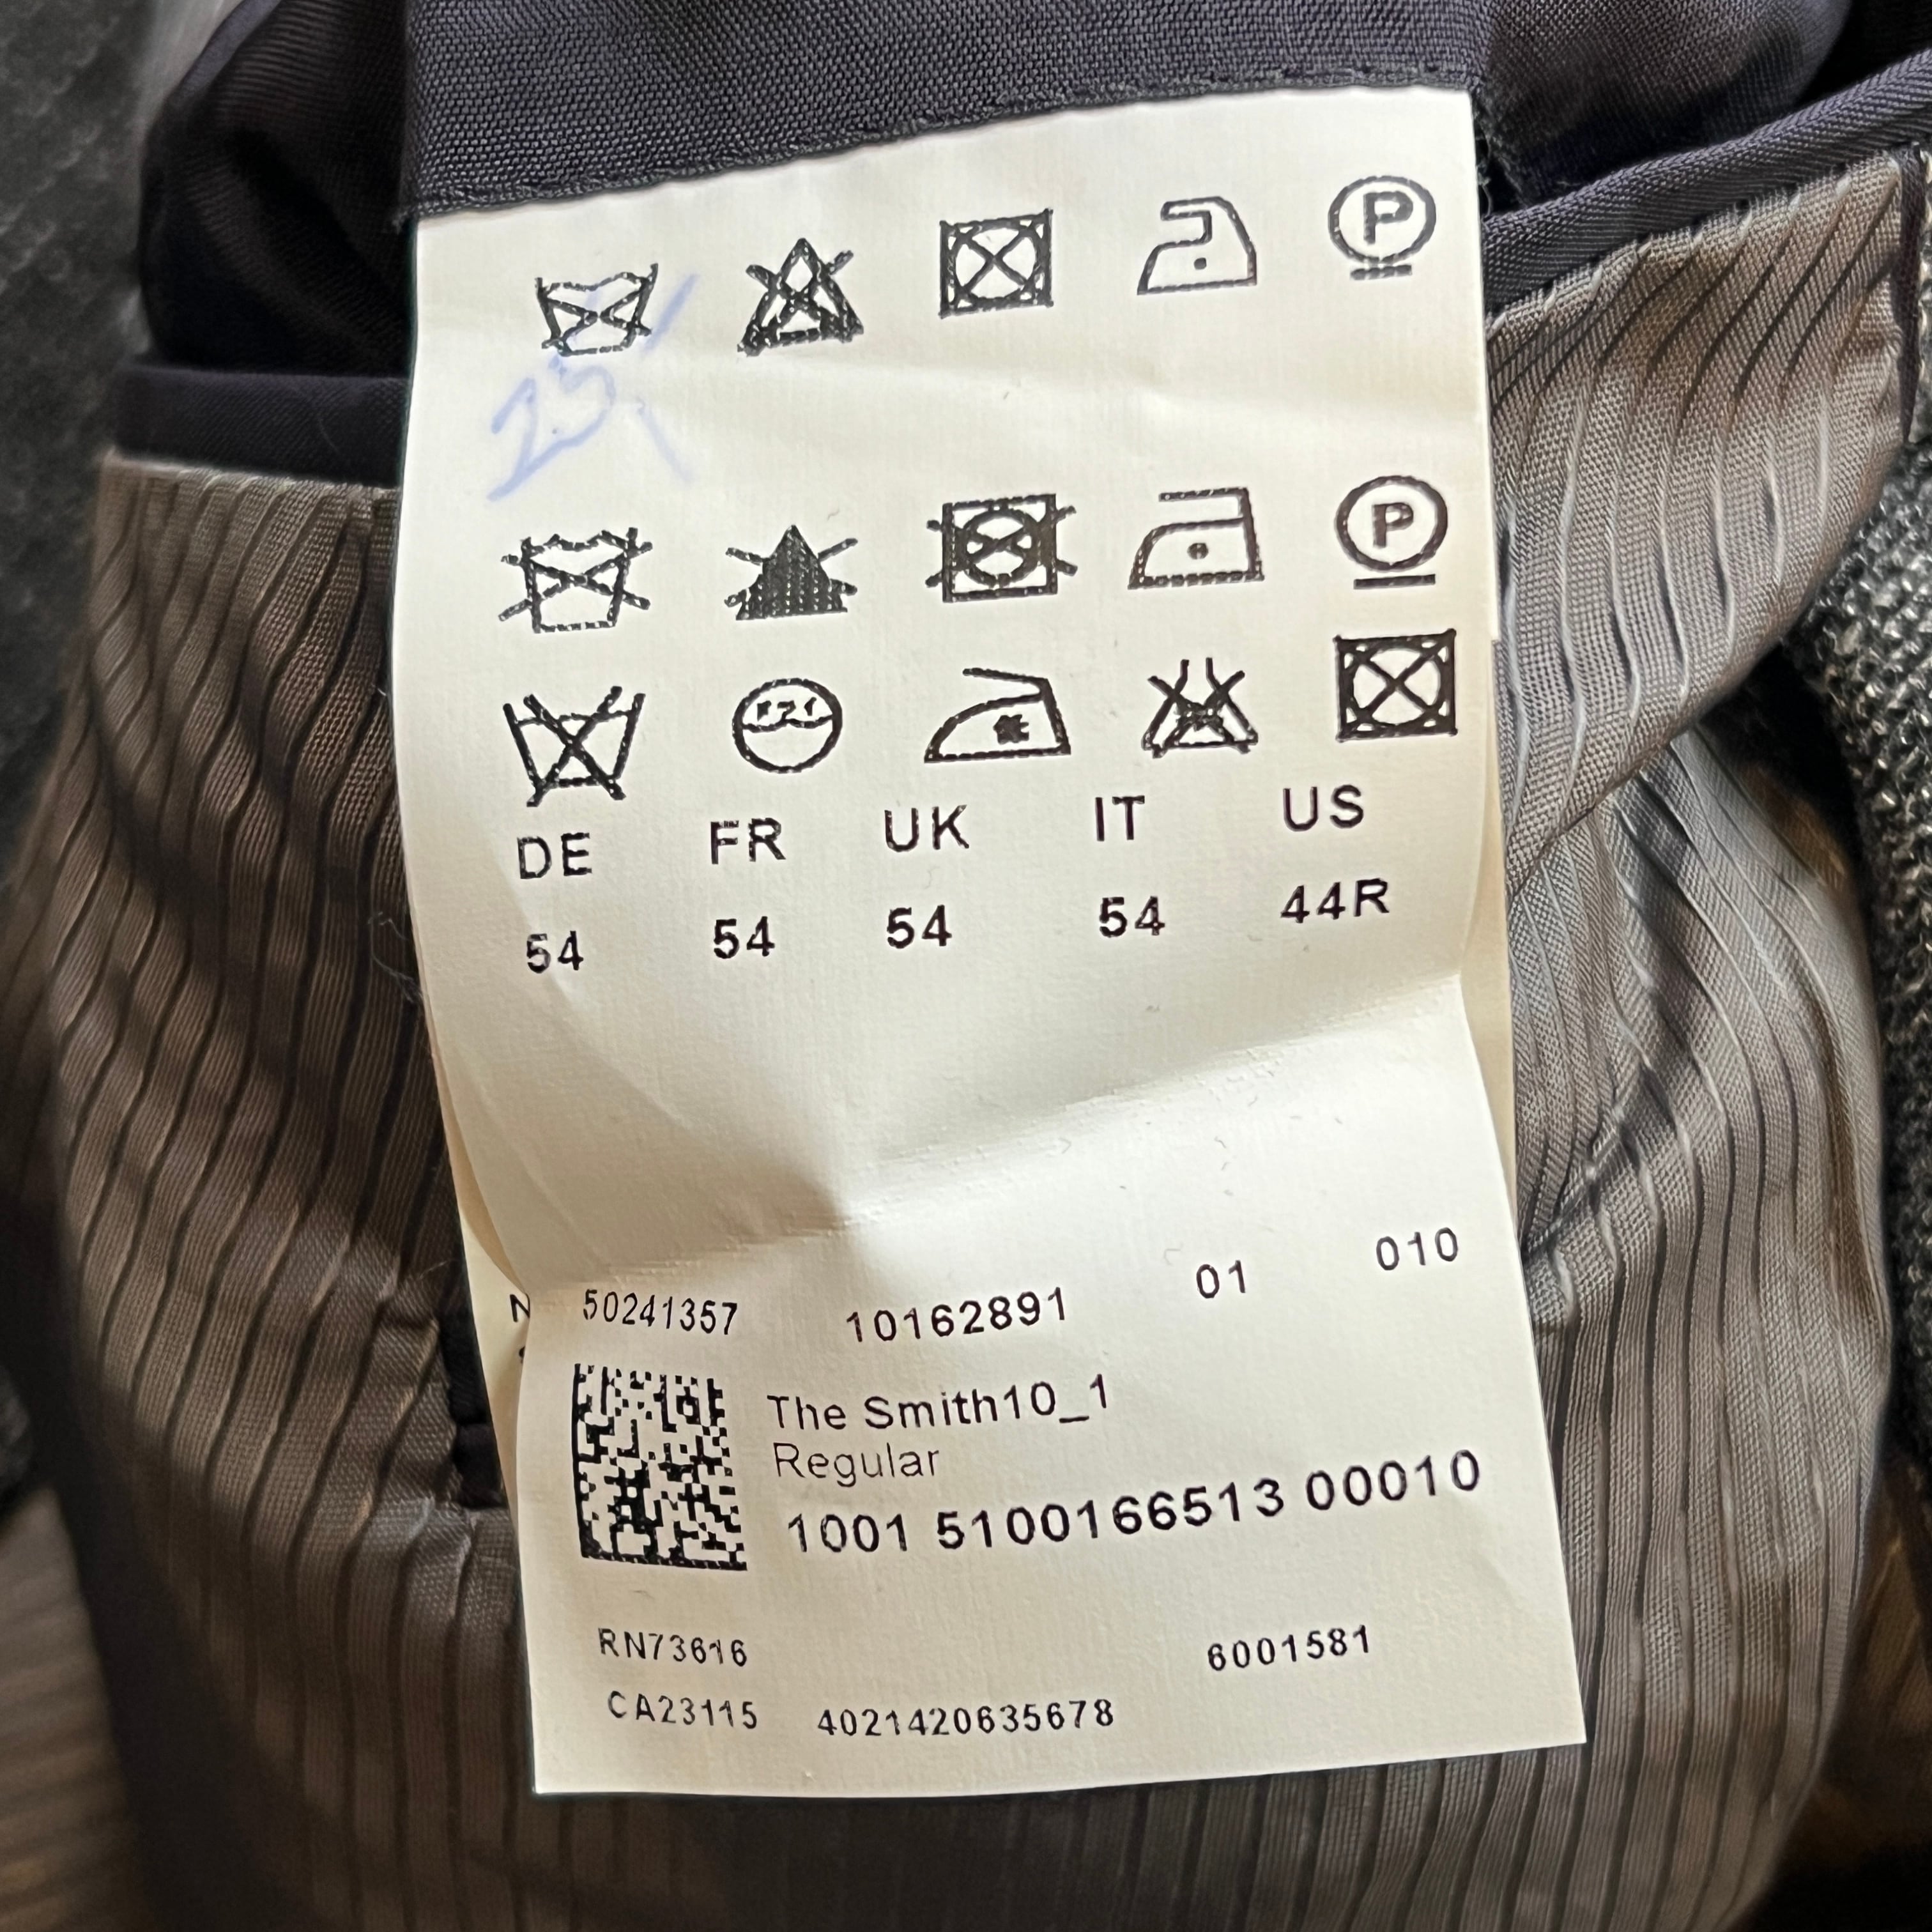 P
P
DE FR UK IT US
54 54 54 54 44R
N 50241357 10162891 01 010
The Smith10_1
Regular
1001 5100166513 00010
RN73616 6001581
CA23115 4021420635678